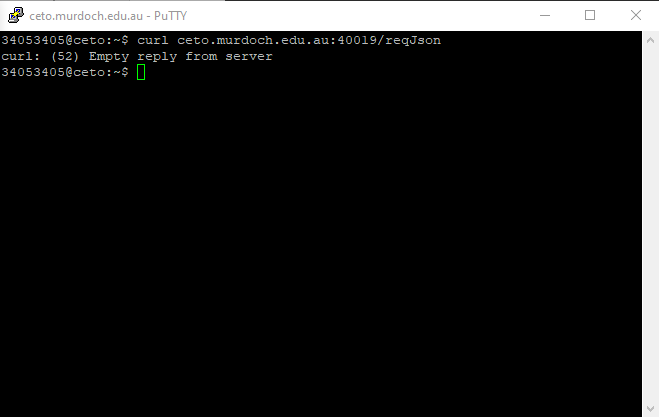 ceto.murdoch.edu.au - PuTTY
34053405@ceto:~$ curl ceto.murdoch.edu.au:40019/reqJson
curl: (52) Empty reply from server
34053405@ceto:~$